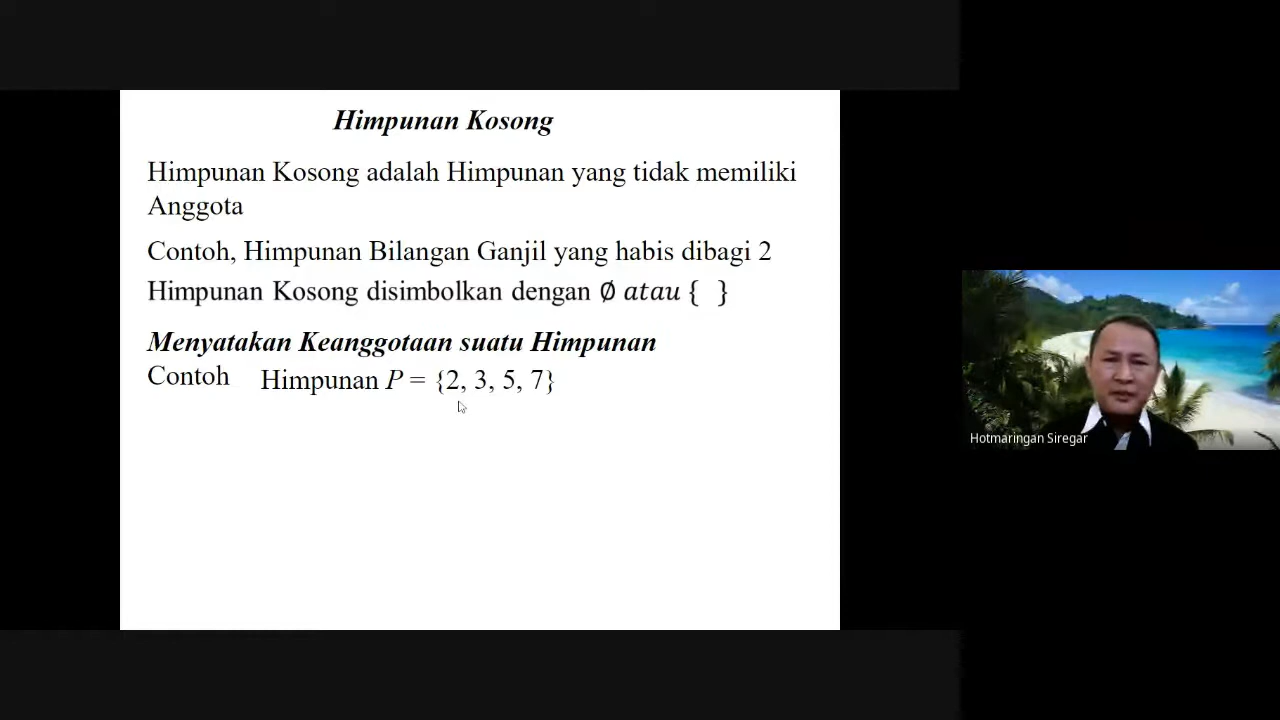 Himpunan Kosong
Himpunan Kosong adalah Himpunan yang tidak memiliki
Anggota
Contoh, Himpunan Bilangan Ganjil yang habis dibagi 2
Himpunan Kosong disimbolkan dengan ∅ atau { }
Menyatakan Keanggotaan suatu Himpunan
Contoh Himpunan P = {2, 3, 5, 7}
Hotmaringan Siregar